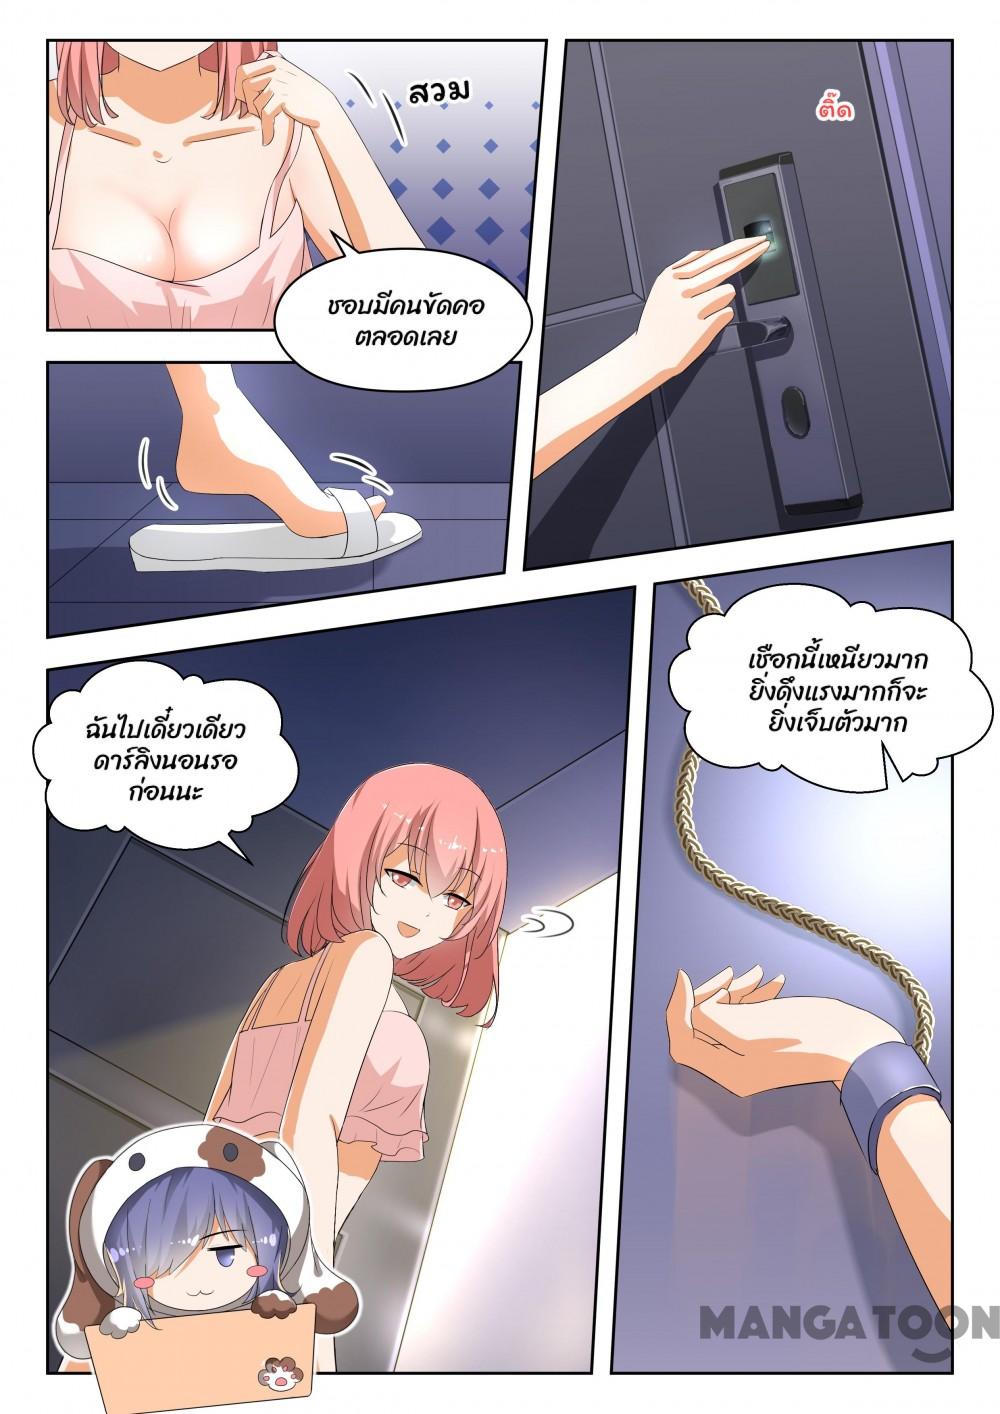 สวม
ชอบมีคนขัดคอ
ตลอดเลย
ติ๊ด
ฉันไปเดี๋ยวเดียว
ดาร์ลิงนอนรอ
ก่อนนะ
เชือกนี้เหนียวมาก
ยิ่งดึงแรงมากก็จะ
ยิ่งเจ็บตัวมาก
MANGATOON